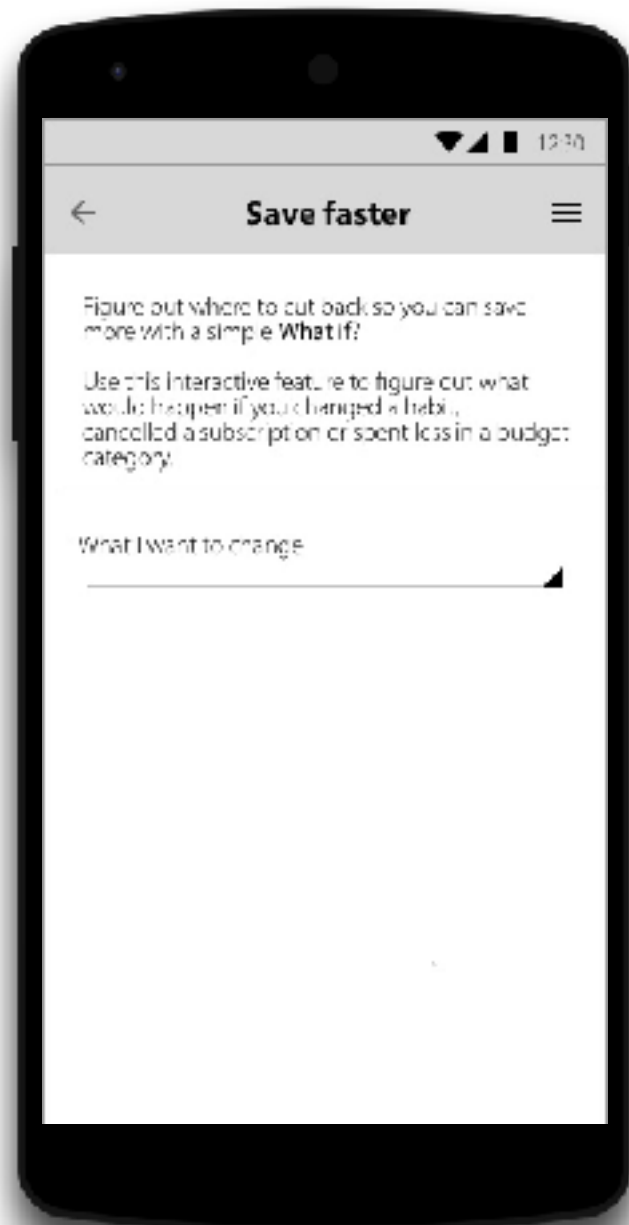 12:30
Save faster
Figure out where to cut back so you can save
more with a simple What if?
Use this interactive feature to figure out what
would happen if you changed a habit,
cancelled a subscription or spent less in a budget
category.
What I want to change